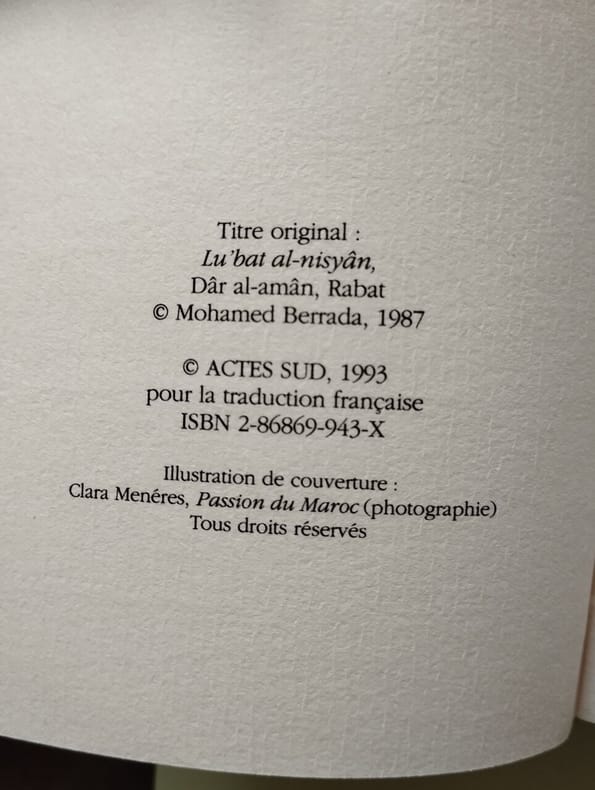 Titre original :
Lu'bat al-nisyân,
Dâr al-amân, Rabat
© Mohamed Berrada, 1987
© ACTES SUD, 1993
pour la traduction française
ISBN 2-86869-943-X
Illustration de couverture :
Clara Menéres, Passion du Maroc (photographie)
Tous droits réservés